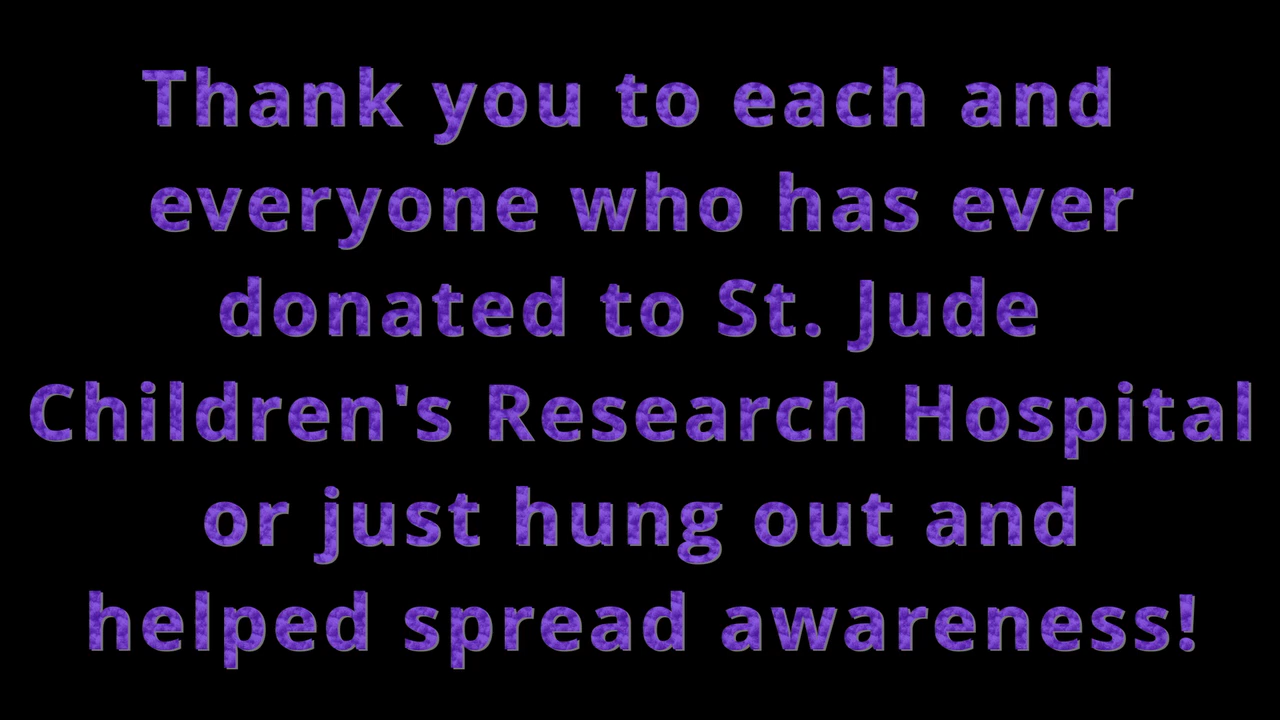 Thank you to each and
everyone who has ever
donated to St. Jude
Children's Research Hospital
or just hung out and
helped spread awareness!